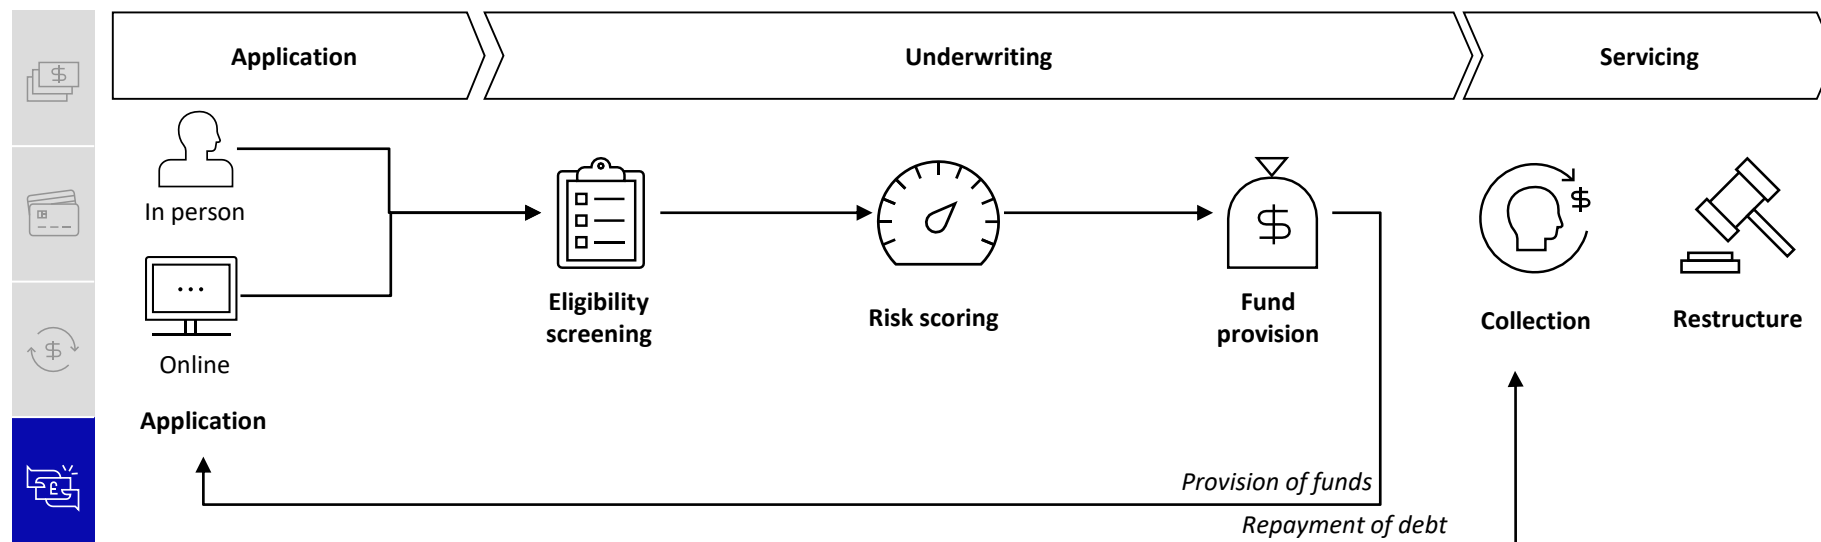 Application
Underwriting
Servicing
In person
Online
Application
Eligibility
screening
Risk scoring
Fund
provision
Collection
Restructure
Provision of funds
Repayment of debt